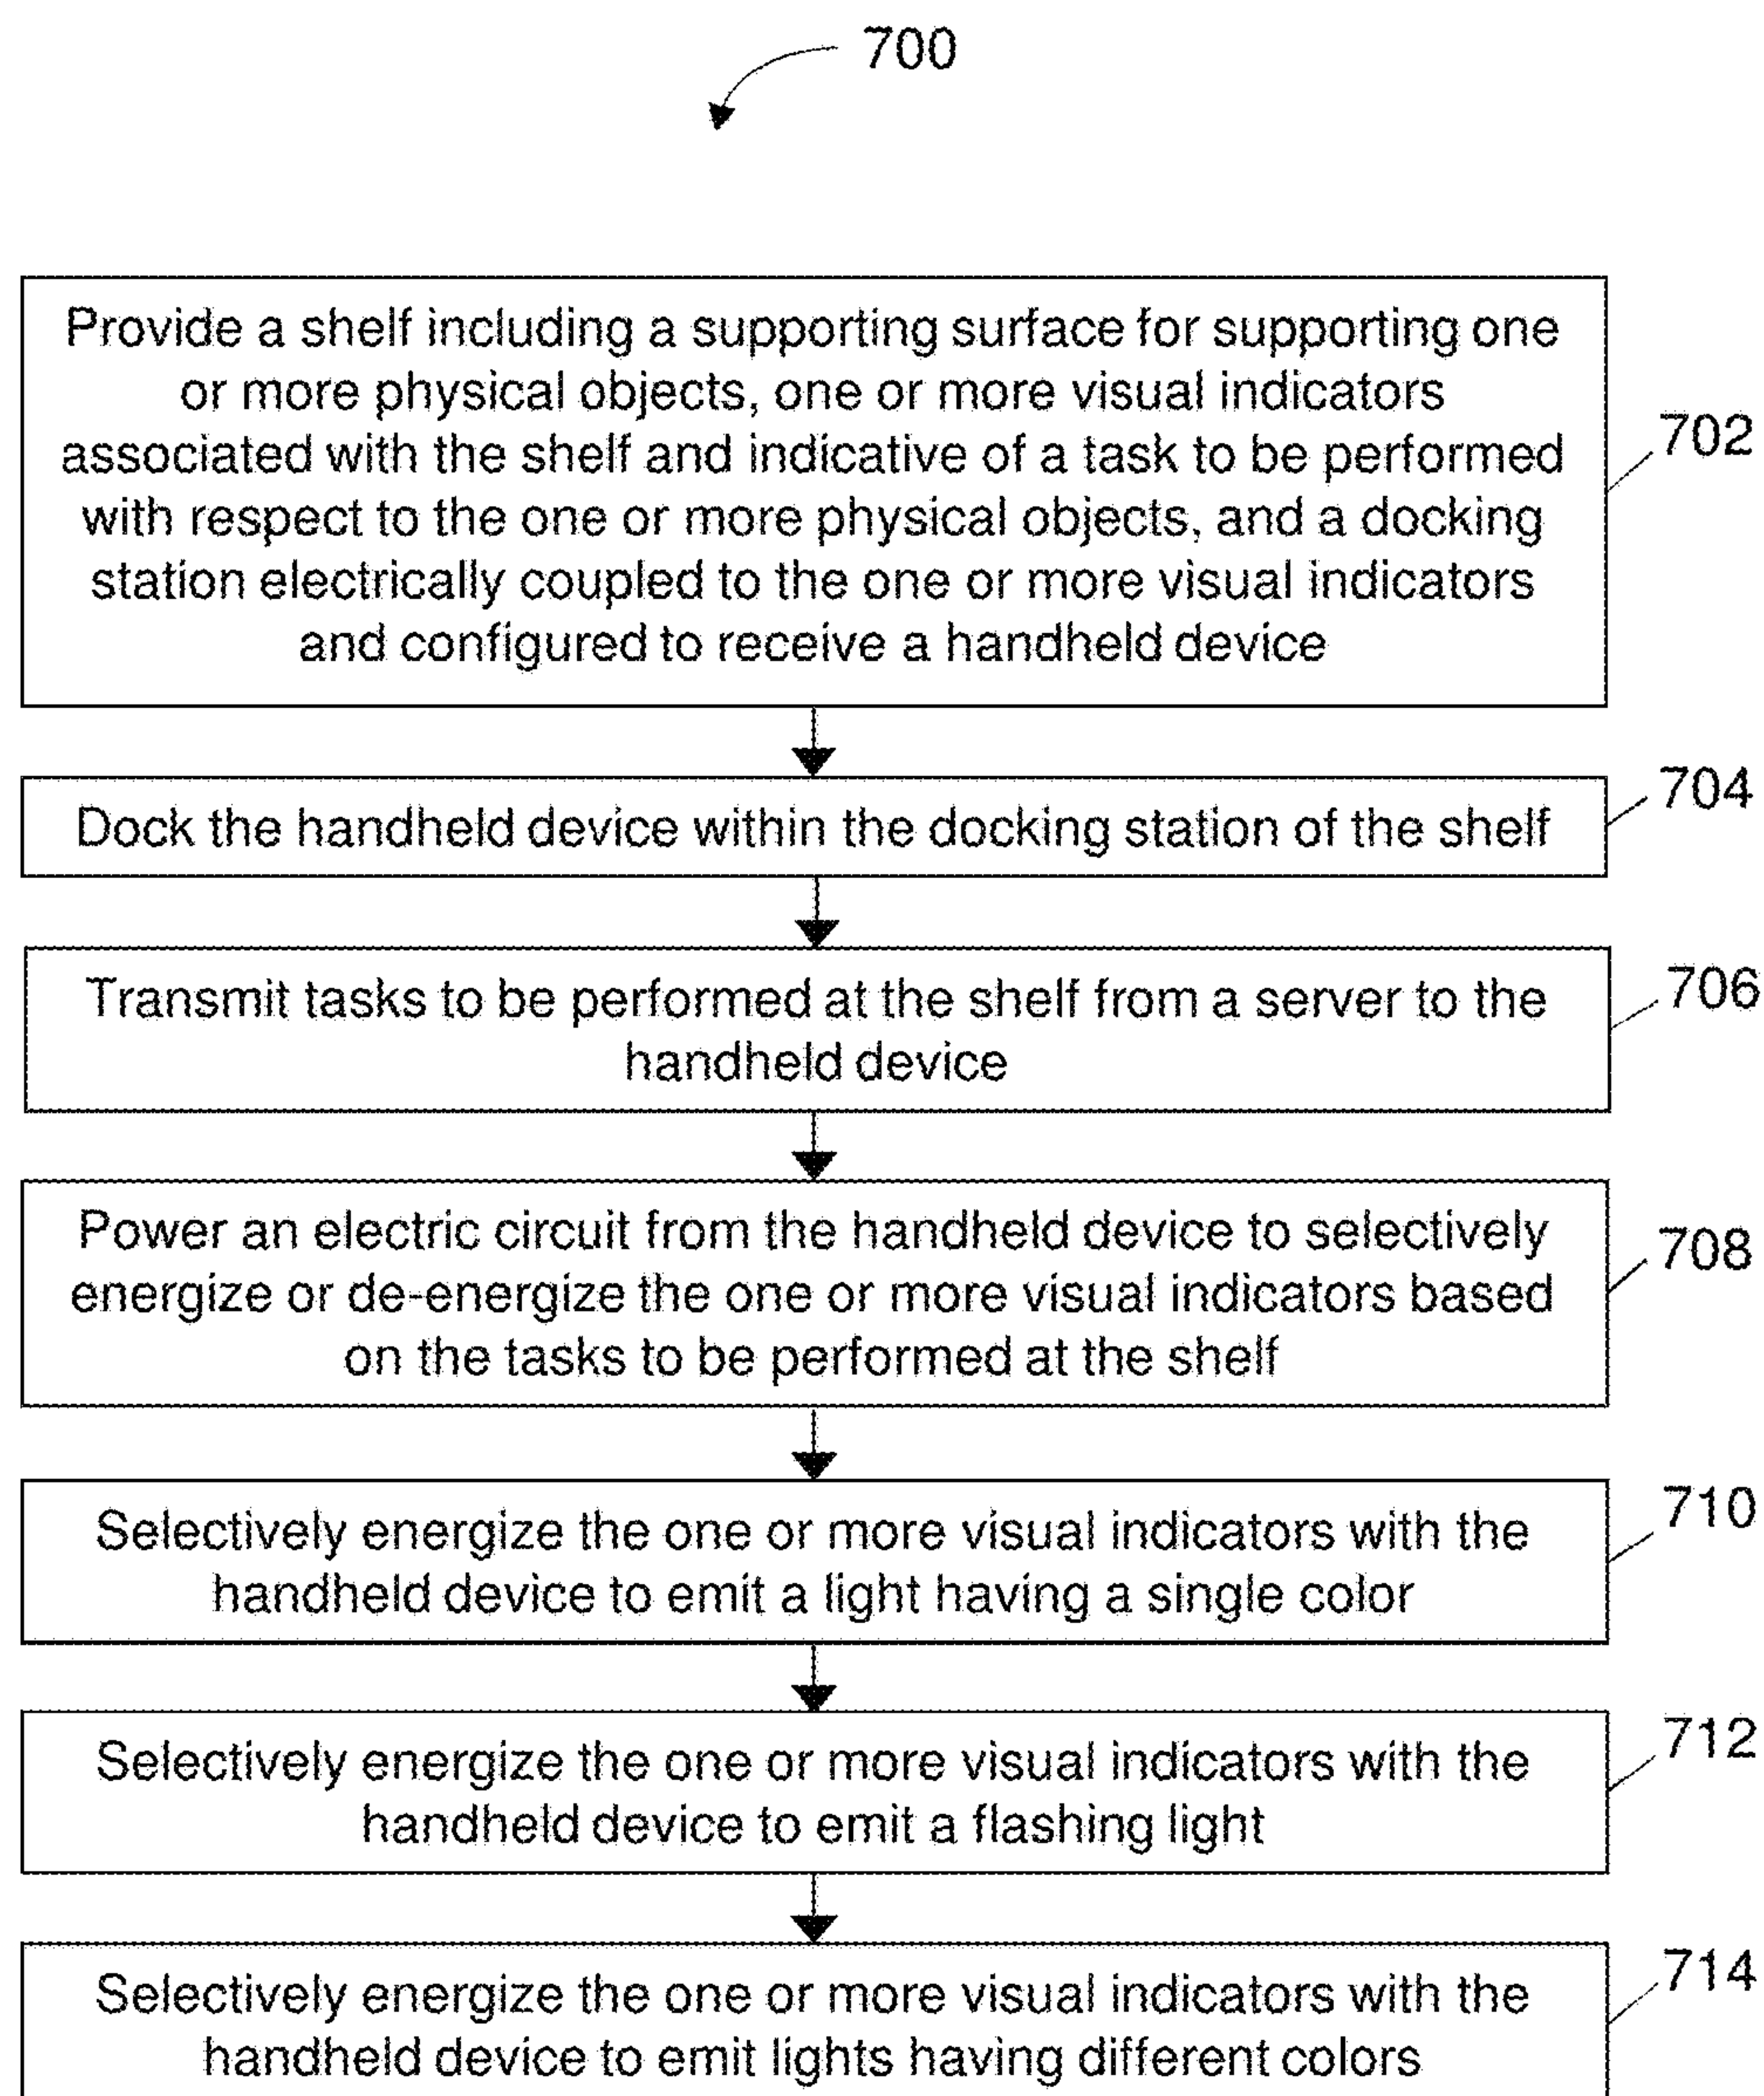 700
Provide a shelf including a supporting surface for supporting one
or more physical objects, one or more visual indicators
associated with the shelf and indicative of a task to be performed
with respect to the one or more physical objects, and a docking
station electrically coupled to the one or more visual indicators
and configured to receive a handheld device
702
Dock the handheld device within the docking station of the shelf
704
Transmit tasks to be performed at the shelf from a server to the
handheld device
706
Power an electric circuit from the handheld device to selectively
energize or de-energize the one or more visual indicators based
on the tasks to be performed at the shelf
708
Selectively energize the one or more visual indicators with the
handheld device to emit a light having a single color
710
Selectively energize the one or more visual indicators with the
handheld device to emit a flashing light
712
Selectively energize the one or more visual indicators with the
handheld device to emit lights having different colors
714